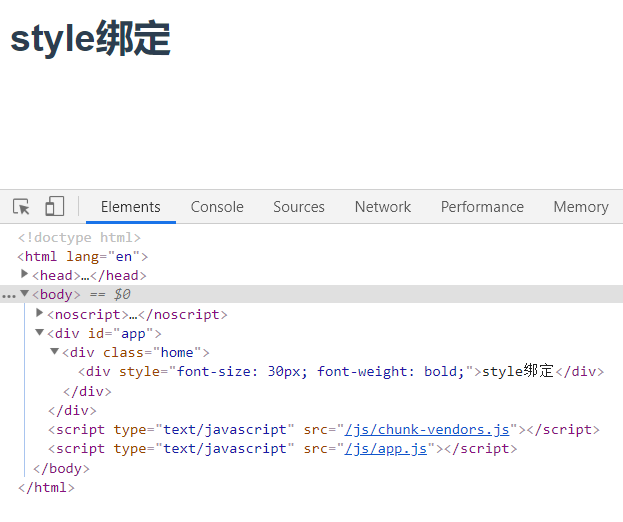 style绑定
Elements Console Sources Network Performance Memory
<!doctype html>
<html lang="en">
<head>…</head>
<body> == $0
<noscript>…</noscript>
<div id="app">
<div class="home">
<div style="font-size: 30px; font-weight: bold;">style绑定</div>
</div>
</div>
<script type="text/javascript" src="/js/chunk-vendors.js"></script>
<script type="text/javascript" src="/js/app.js"></script>
</body>
</html>